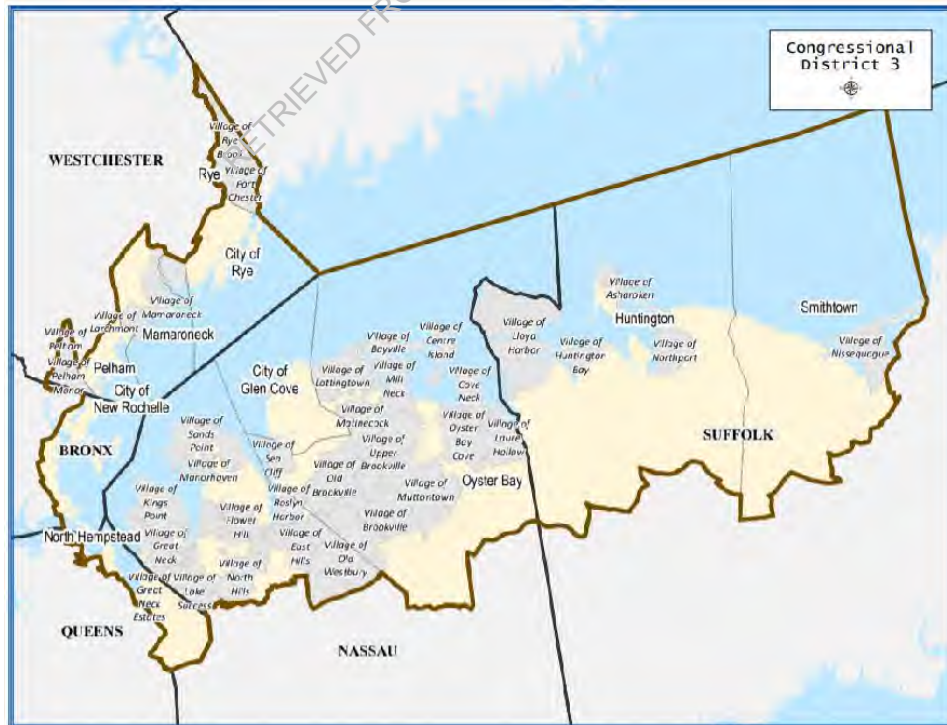 RETRIEVED FRO
Congressional
District 3
WESTCHESTER
Village of
Rye
Brook
Rye
Village of
Port
Chester
City of
Rye
Village of
Mamaroneck
Village of
Larchmont
Mamaroneck
Village of
Pelham
Pelham
Village of
Pelham
Manor
City of
New Rochelle
BRONX
City of
Glen Cove
Village of
Bayville
Village of
Centre
Island
Village of
Lattingtown
Village of
Mill
Neck
Village of
Cove
Neck
Village of
Lloyd
Harbor
Village of
Asharoken
Huntington
Village of
Huntington
Bay
Village of
Northport
Smithtown
Village of
Nissequogue
SUFFOLK
Village of
Sands
Point
Village of
Manorhaven
Village of
Sea
Cliff
Village of
Matinecock
Village of
Upper
Brookville
Village of
Old
Brookville
Village of
Oyster
Bay
Cove
Village of
Laurel
Hollow
Oyster Bay
Village of
Muttontown
Village of
Brookville
Village of
Kings
Point
Village of
Roslyn
Harbor
Village of
Flower
Hill
North Hempstead
Village of
Great
Neck
Village of
East
Hills
Village of
Old
Westbury
Village of
Great
Neck
Estates
Village of
Lake
Success
Village of
North
Hills
QUEENS
NASSAU